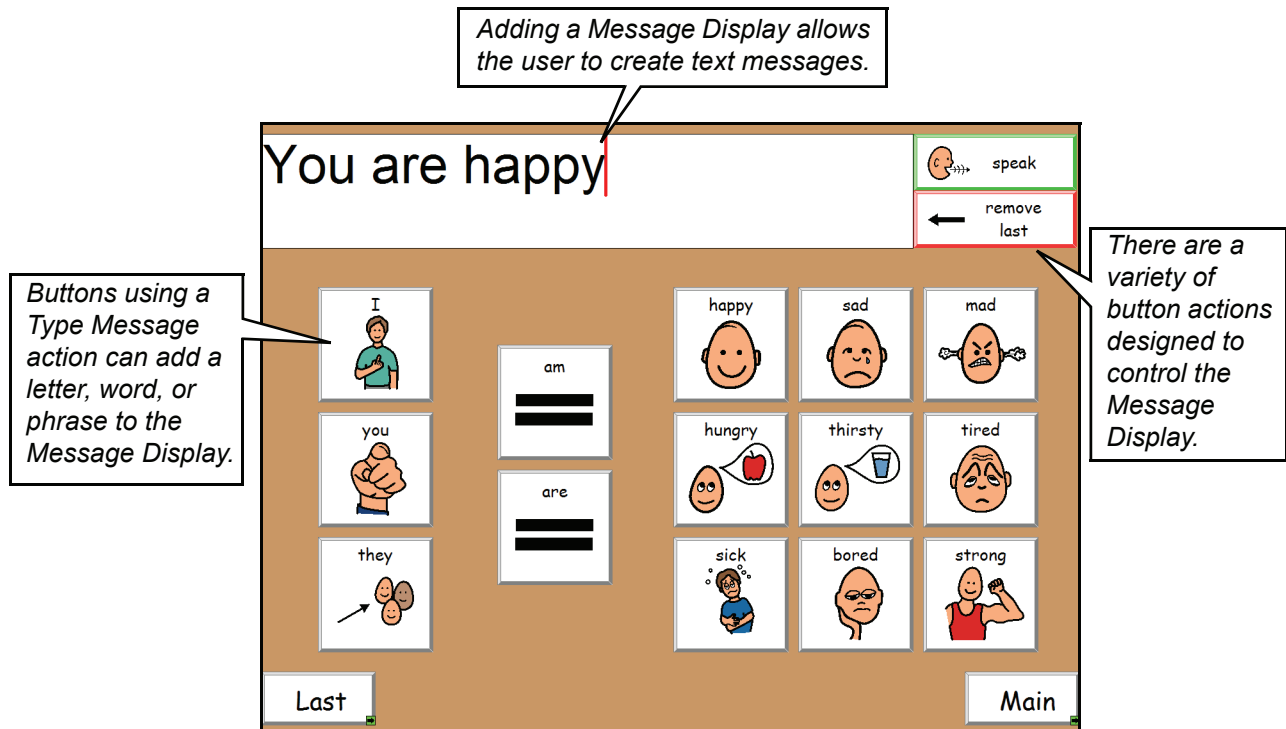 Adding a Message Display allows
the user to create text messages.
You are happy
speak
remove
last
Buttons using a
Type Message
action can add a
letter, word, or
phrase to the
Message Display.
There are a
variety of
button actions
designed to
control the
Message
Display.
I
am
happy
sad
mad
you
are
hungry
thirsty
tired
they
sick
bored
strong
Last
Main